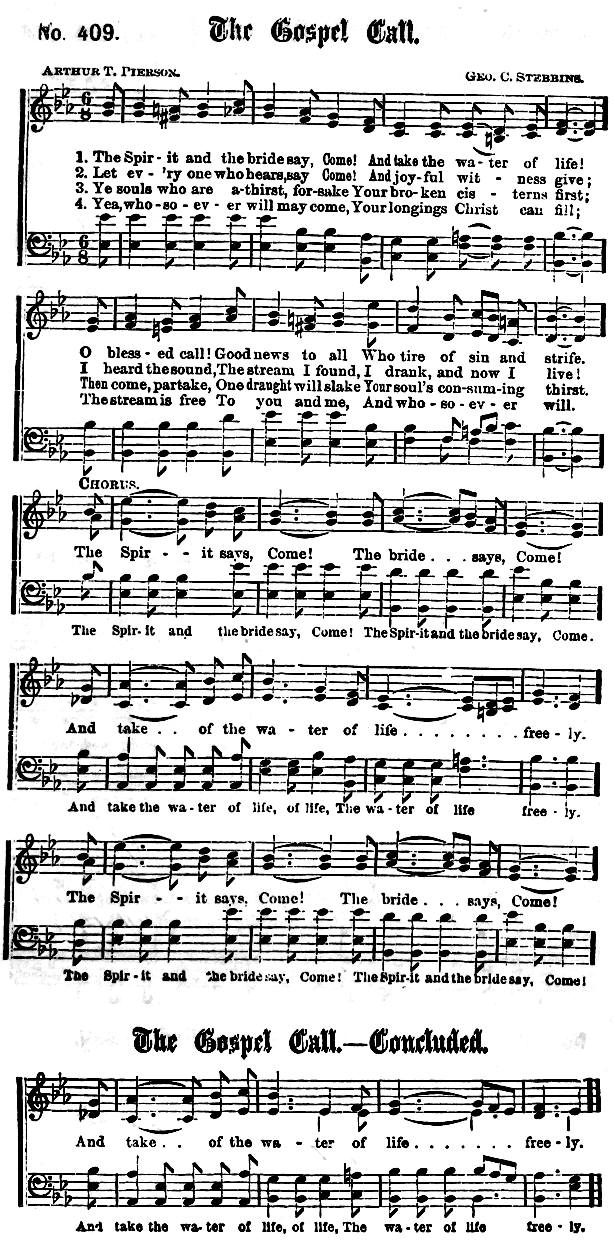 No. 409. The Gospel Call.
ARTHUR T. PIERSON. GEO. C. STEBBINS.
1. The Spir - it and the bride say, Come! And take the wa - ter of life!
2. Let ev - 'ry one who hears, say Come! And joy - ful wit - ness give;
3. Ye souls who are a-thirst, for-sake Your bro-ken cis - terns first;
4. Yea, who - so - ev - er will may come, Your longings Christ can fill;
O bless - ed call! Good news to all Who tire of sin and strife.
I heard the sound, The stream I found, I drank, and now I live!
Then come, partake, One draught will slake Your soul's con-sum-ing thirst.
The stream is free To you and me, And who - so - ev - er will.
CHORUS.
The Spir - - it says, Come! The bride . . . says, Come!
The Spir-it and the bride say, Come! The Spir-it and the bride say, Come.
And take . . of the wa - ter of life . . . . . . . . . free - ly.
And take the wa - ter of life, of life, The wa - ter of life free - ly.
The Spir - - it says, Come! The bride . . . says, Come!
The Spir-it and the bride say, Come! The Spir-it and the bride say, Come!
The Gospel Call.—Concluded.
And take . . of the wa - ter of life . . . . . . . free - ly.
And take the wa - ter of life, of life, The wa - ter of life free - ly.